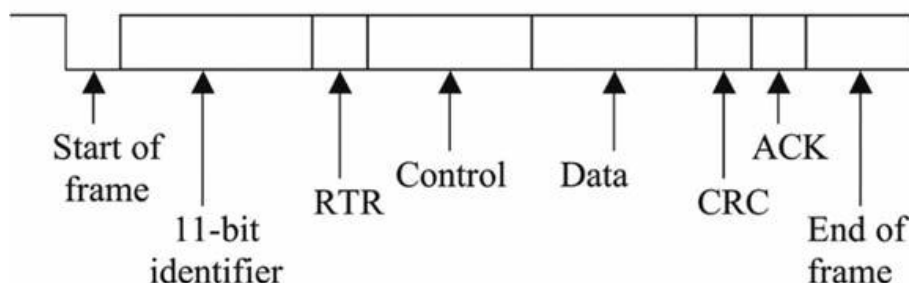 Start of
frame
11-bit
identifier
RTR
Control
Data
CRC
ACK
End of
frame